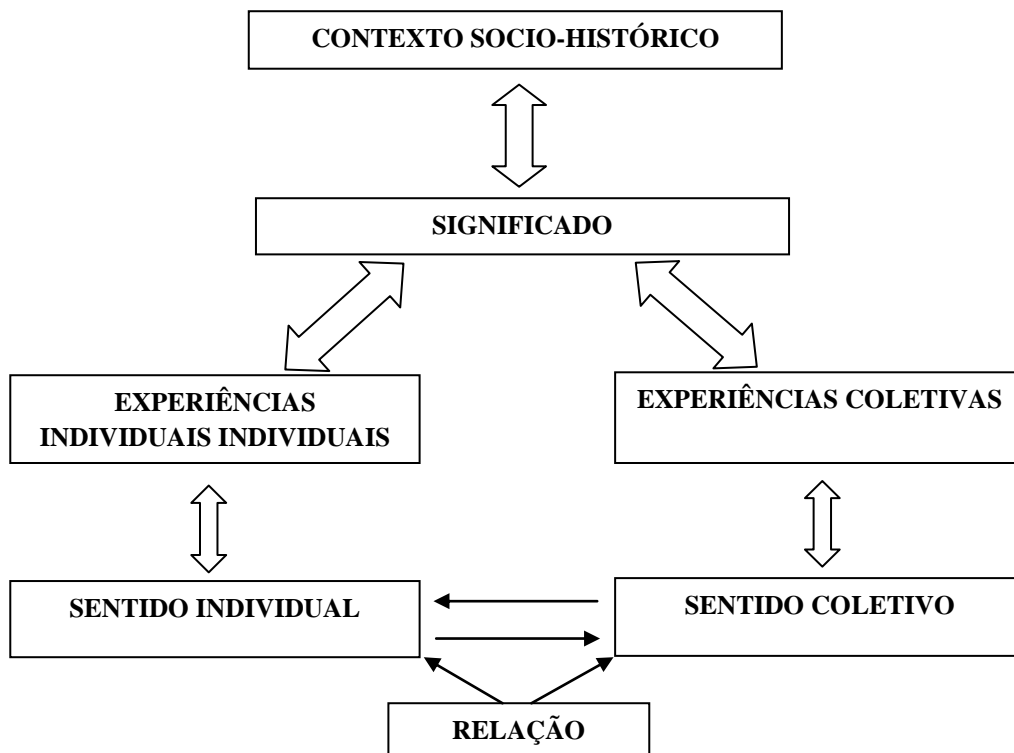 CONTEXTO SOCIO-HISTÓRICO
SIGNIFICADO
EXPERIÊNCIAS
INDIVIDUAIS INDIVIDUAIS
EXPERIÊNCIAS COLETIVAS
SENTIDO INDIVIDUAL
SENTIDO COLETIVO
RELAÇÃO